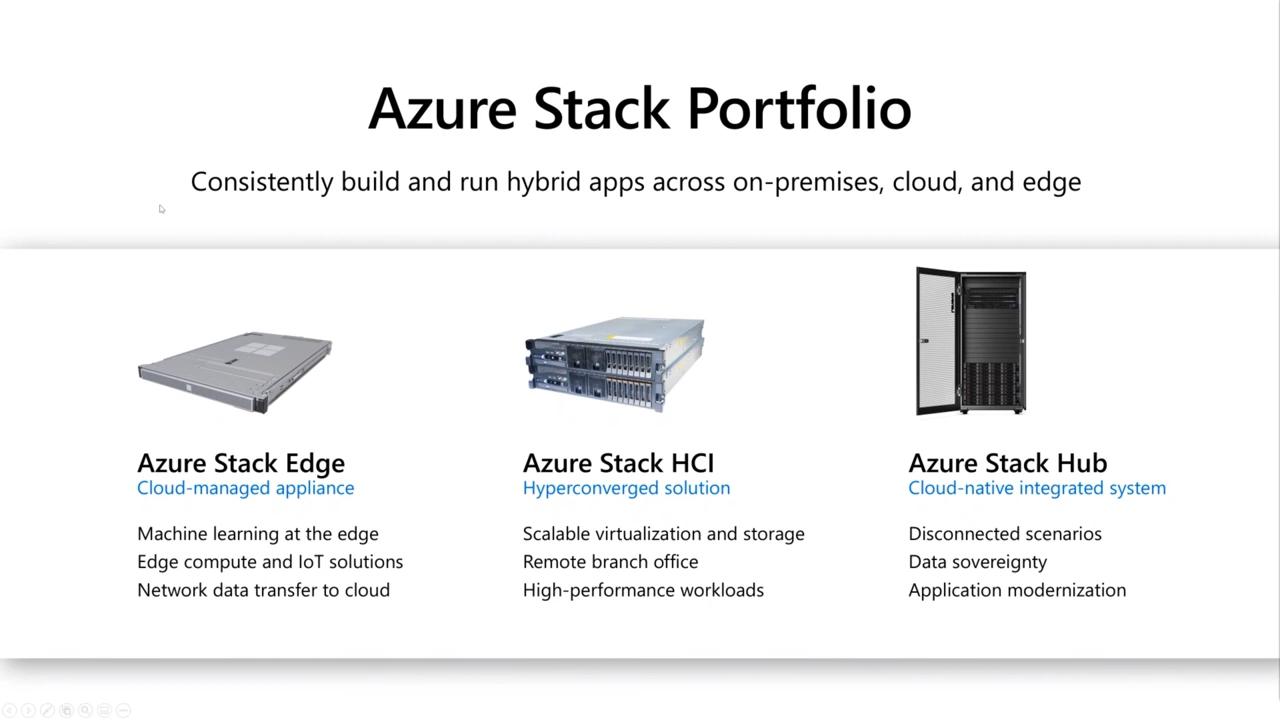 Azure Stack Portfolio
Consistently build and run hybrid apps across on-premises, cloud, and edge
Azure Stack Edge
Cloud-managed appliance
Machine learning at the edge
Edge compute and IoT solutions
Network data transfer to cloud
Azure Stack HCI
Hyperconverged solution
Scalable virtualization and storage
Remote branch office
High-performance workloads
Azure Stack Hub
Cloud-native integrated system
Disconnected scenarios
Data sovereignty
Application modernization